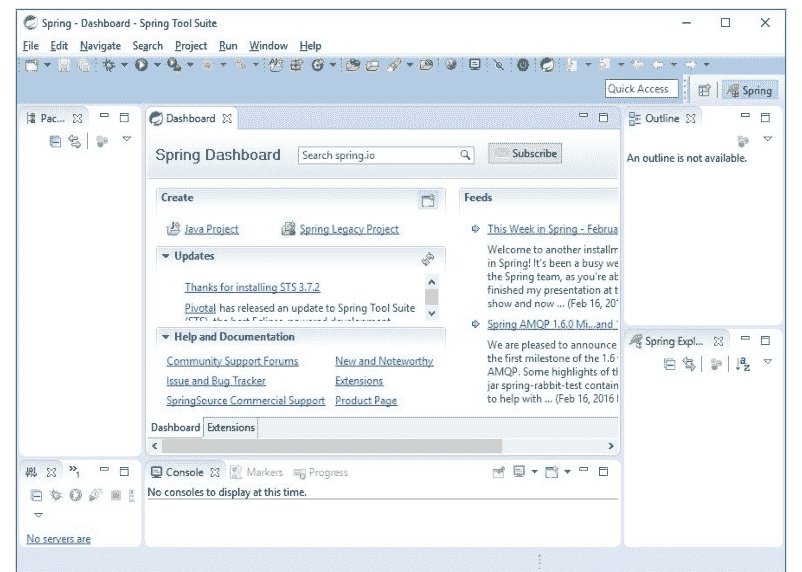 Spring - Dashboard - Spring Tool Suite
File Edit Navigate Search Project Run Window Help
Quick Access
Spring
Pac...
Dashboard
Spring Dashboard
Search spring.io
Subscribe
Create
Java Project
Spring Legacy Project
Updates
Thanks for installing STS 3.7.2
Pivotal has released an update to Spring Tool Suite
Help and Documentation
Community Support Forums
New and Noteworthy
Issue and Bug Tracker
Extensions
SpringSource Commercial Support
Product Page
Feeds
This Week in Spring - Februa
Welcome to another installm
in Spring! It's been a busy we
the Spring team, as you're ab
finished my presentation at t
show and now ... (Feb 16, 20
Spring AMQP 1.6.0 Mi...and
We are pleased to announce
the first milestone of the 1.6
AMQP. Some highlights of th
jar spring-rabbit-test contain
to help with ... (Feb 16, 2016
Dashboard Extensions
Outline
An outline is not available.
Spring Expl...
1
No servers are
Console Markers Progress
No consoles to display at this time.